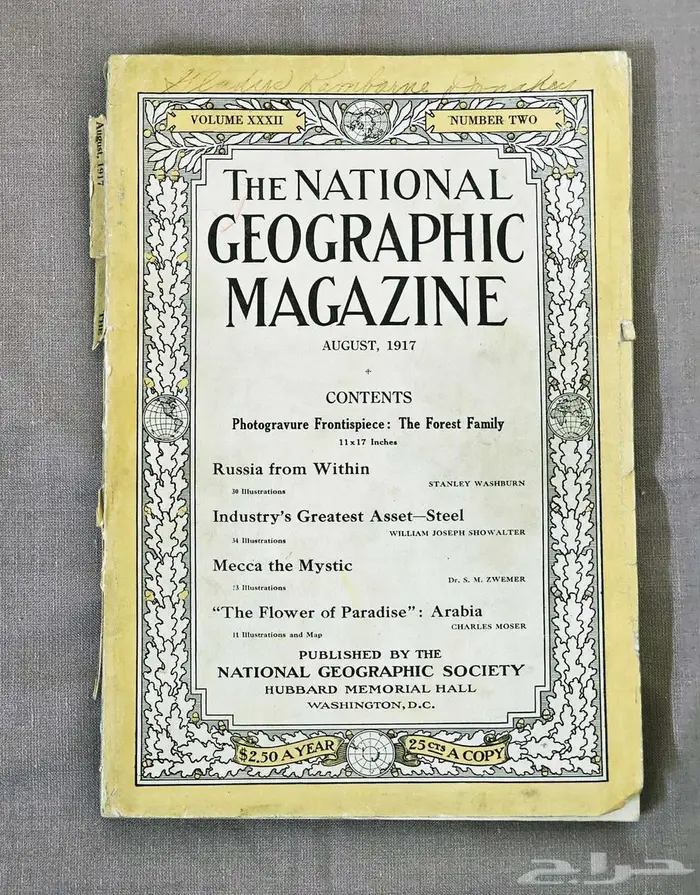 Gladys
VOLUME XXXII
NUMBER TWO
August, 1917
THE NATIONAL
GEOGRAPHIC
MAGAZINE
AUGUST, 1917
CONTENTS
Photogravure Frontispiece: The Forest Family
11 x 17 Inches
Russia from Within
STANLEY WASHBURN
30 Illustrations
Industry's Greatest Asset—Steel
WILLIAM JOSEPH SHOWALTER
34 Illustrations
Mecca the Mystic
Dr. S. M. ZWEMER
13 Illustrations
"The Flower of Paradise": Arabia
CHARLES MOSER
11 Illustrations and Map
PUBLISHED BY THE
NATIONAL GEOGRAPHIC SOCIETY
HUBBARD MEMORIAL HALL
WASHINGTON, D.C.
$2.50 A YEAR
25 CTS A COPY
حراج